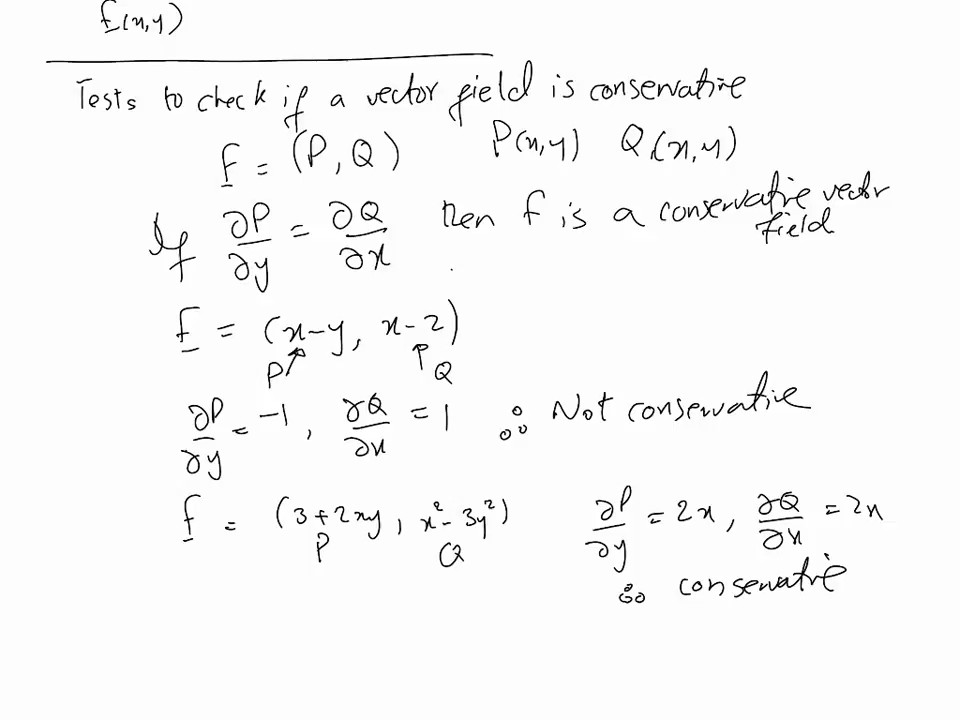 F(x,y)
Tests to check if a vector field is conservative
F = (P, Q) P(x,y) Q(x,y)
If ∂P/∂y = ∂Q/∂x then F is a conservative vector field
F = (x-y, x-2)
P Q
∂P/∂y = -1, ∂Q/∂x = 1 ∴ Not conservative
F = (3+2xy, x²-3y²) ∂P/∂y = 2x, ∂Q/∂x = 2x
P Q
∴ conservative